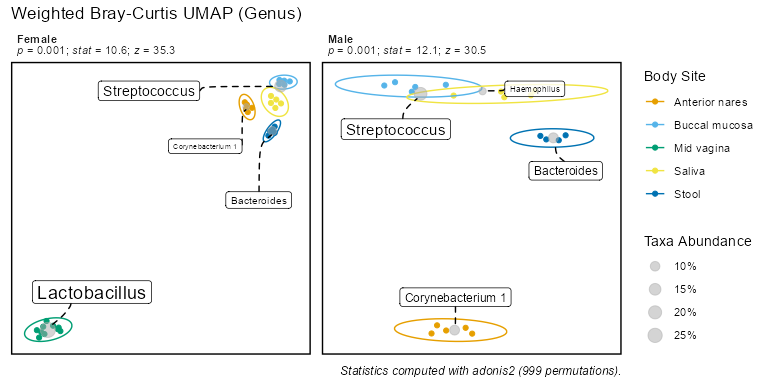 Weighted Bray-Curtis UMAP (Genus)
Female
p = 0.001; stat = 10.6; z = 35.3
Male
p = 0.001; stat = 12.1; z = 30.5
Streptococcus
Corynebacterium 1
Bacteroides
Lactobacillus
Haemophilus
Streptococcus
Bacteroides
Corynebacterium 1
Body Site
Anterior nares
Buccal mucosa
Mid vagina
Saliva
Stool
Taxa Abundance
10%
15%
20%
25%
Statistics computed with adonis2 (999 permutations).